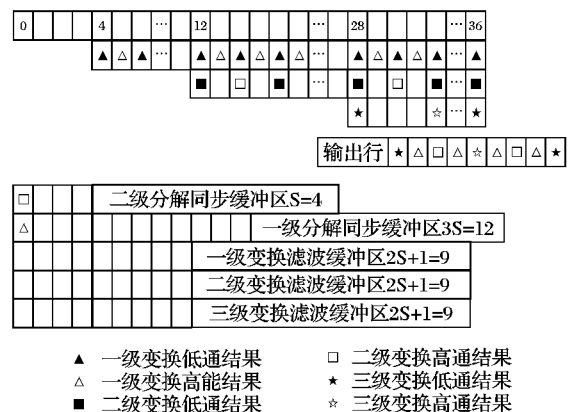 0 4 … 12 … 28 … 36
▲ △ ▲ … ▲ △ ▲ △ ▲ △ … ▲ △ ▲ △ ▲ … ▲
■ □ ■ … ■ □ ■ … ■
★ ☆ … ★
输出行 ★ △ □ △ ☆ △ □ △ ★
□ 二级分解同步缓冲区S=4
△ 一级分解同步缓冲区3S=12
一级变换滤波缓冲区2S+1=9
二级变换滤波缓冲区2S+1=9
三级变换滤波缓冲区2S+1=9
▲ 一级变换低通结果 □ 二级变换高通结果
△ 一级变换高能结果 ★ 三级变换低通结果
■ 二级变换低通结果 ☆ 三级变换高通结果